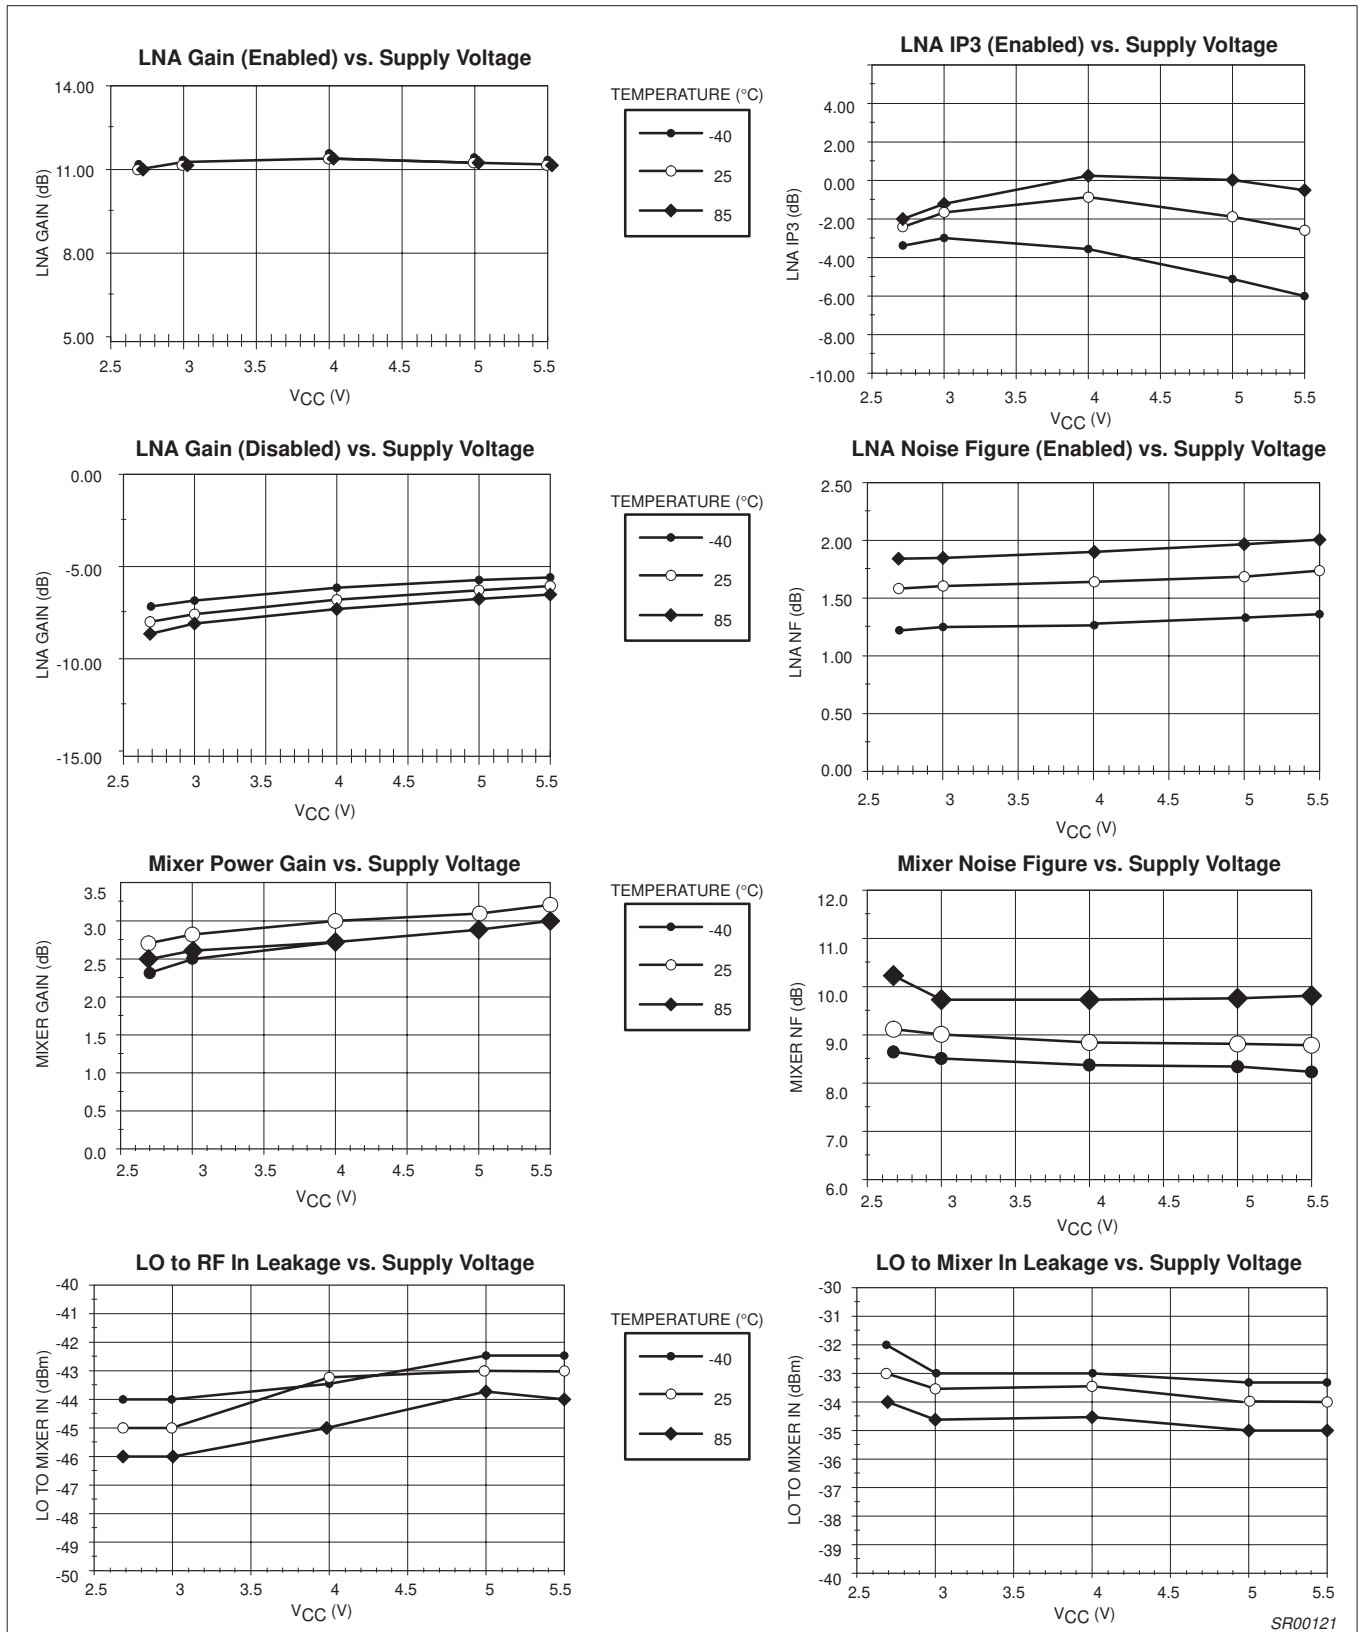 LNA Gain (Enabled) vs. Supply Voltage
14.00
11.00
8.00
5.00
LNA GAIN (dB)
2.5 3 3.5 4 4.5 5 5.5
VCC (V)
TEMPERATURE (°C)
-40
25
85
LNA IP3 (Enabled) vs. Supply Voltage
4.00
2.00
0.00
-2.00
-4.00
-6.00
-8.00
-10.00
LNA IP3 (dB)
2.5 3 3.5 4 4.5 5 5.5
VCC (V)
LNA Gain (Disabled) vs. Supply Voltage
0.00
-5.00
-10.00
-15.00
LNA GAIN (dB)
2.5 3 3.5 4 4.5 5 5.5
VCC (V)
TEMPERATURE (°C)
-40
25
85
LNA Noise Figure (Enabled) vs. Supply Voltage
2.50
2.00
1.50
1.00
0.50
0.00
LNA NF (dB)
2.5 3 3.5 4 4.5 5 5.5
VCC (V)
Mixer Power Gain vs. Supply Voltage
3.5
3.0
2.5
2.0
1.5
1.0
0.5
0.0
MIXER GAIN (dB)
2.5 3 3.5 4 4.5 5 5.5
VCC (V)
TEMPERATURE (°C)
-40
25
85
Mixer Noise Figure vs. Supply Voltage
12.0
11.0
10.0
9.0
8.0
7.0
6.0
MIXER NF (dB)
2.5 3 3.5 4 4.5 5 5.5
VCC (V)
LO to RF In Leakage vs. Supply Voltage
-40
-41
-42
-43
-44
-45
-46
-47
-48
-49
-50
LO TO MIXER IN (dBm)
2.5 3 3.5 4 4.5 5 5.5
VCC (V)
TEMPERATURE (°C)
-40
25
85
LO to Mixer In Leakage vs. Supply Voltage
-30
-31
-32
-33
-34
-35
-36
-37
-38
-39
-40
LO TO MIXER IN (dBm)
2.5 3 3.5 4 4.5 5 5.5
VCC (V)
SR00121